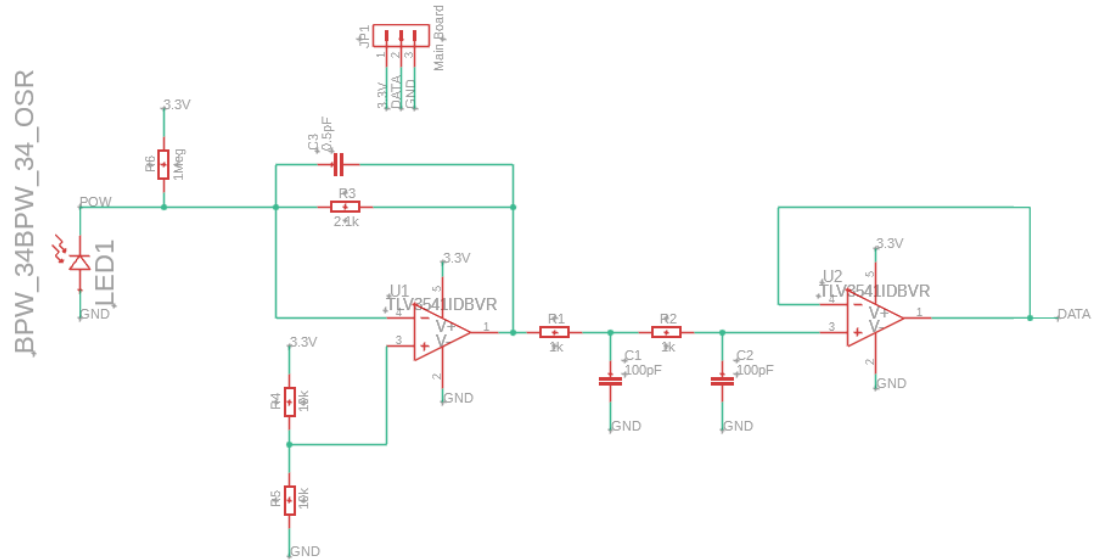 JP1
Main Board
1
2
3
3.3V
DATA
GND
BPW_34BPW_34_OSR
3.3V
R6
1Meg
POW
LED1
GND
C3
0.5pF
R3
2.1k
U1
TLV3541IDBVR
3.3V
5
4
3
V+
V-
1
2
GND
3.3V
R4
10k
R5
10k
GND
R1
1k
C1
100pF
GND
R2
1k
C2
100pF
GND
U2
TLV3541IDBVR
3.3V
5
4
3
V+
V-
1
2
GND
DATA